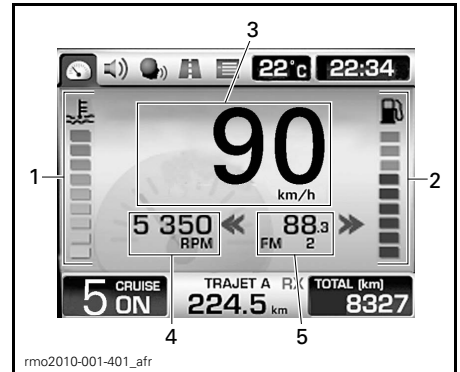 3
22°c 22:34
1
90
km/h
2
5 350 RPM
88.3
FM 2
5 CRUISE ON
TRAJET A RX
224.5 km
TOTAL [km]
8327
4
5
rmo2010-001-401_afr